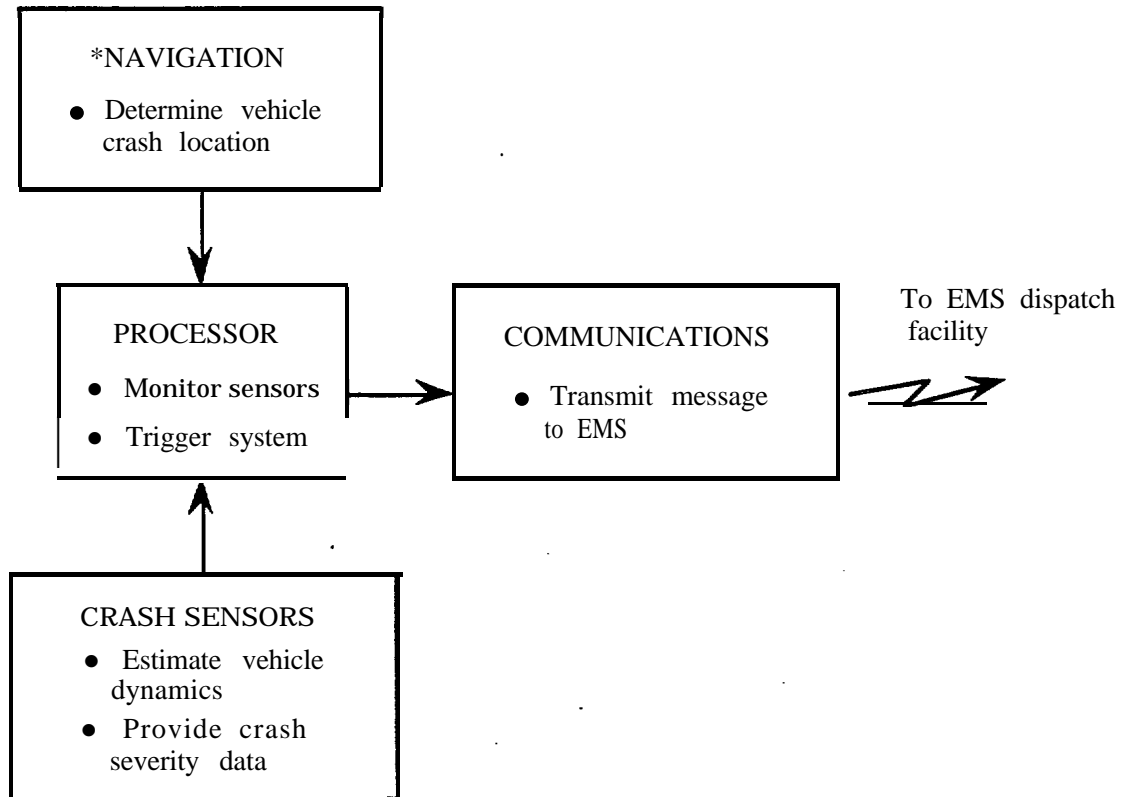 *NAVIGATION
● Determine vehicle
crash location
PROCESSOR
● Monitor sensors
● Trigger system
COMMUNICATIONS
● Transmit message
to EMS
To EMS dispatch
facility
CRASH SENSORS
● Estimate vehicle
dynamics
● Provide crash
severity data